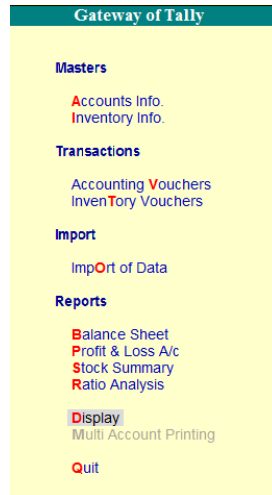 Gateway of Tally
Masters
Accounts Info.
Inventory Info.
Transactions
Accounting Vouchers
InvenTory Vouchers
Import
ImpOrt of Data
Reports
Balance Sheet
Profit & Loss A/c
Stock Summary
Ratio Analysis
Display
Multi Account Printing
Quit